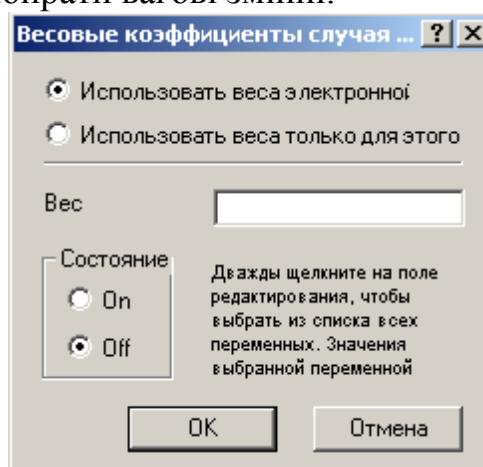 Весовые коэффициенты случая ...
Использовать веса электронної
Использовать веса только для этого
Вес
Состояние
On
Off
Дважды щелкните на поле
редактирования, чтобы
выбрать из списка всех
переменных. Значения
выбранной переменной
OK
Отмена